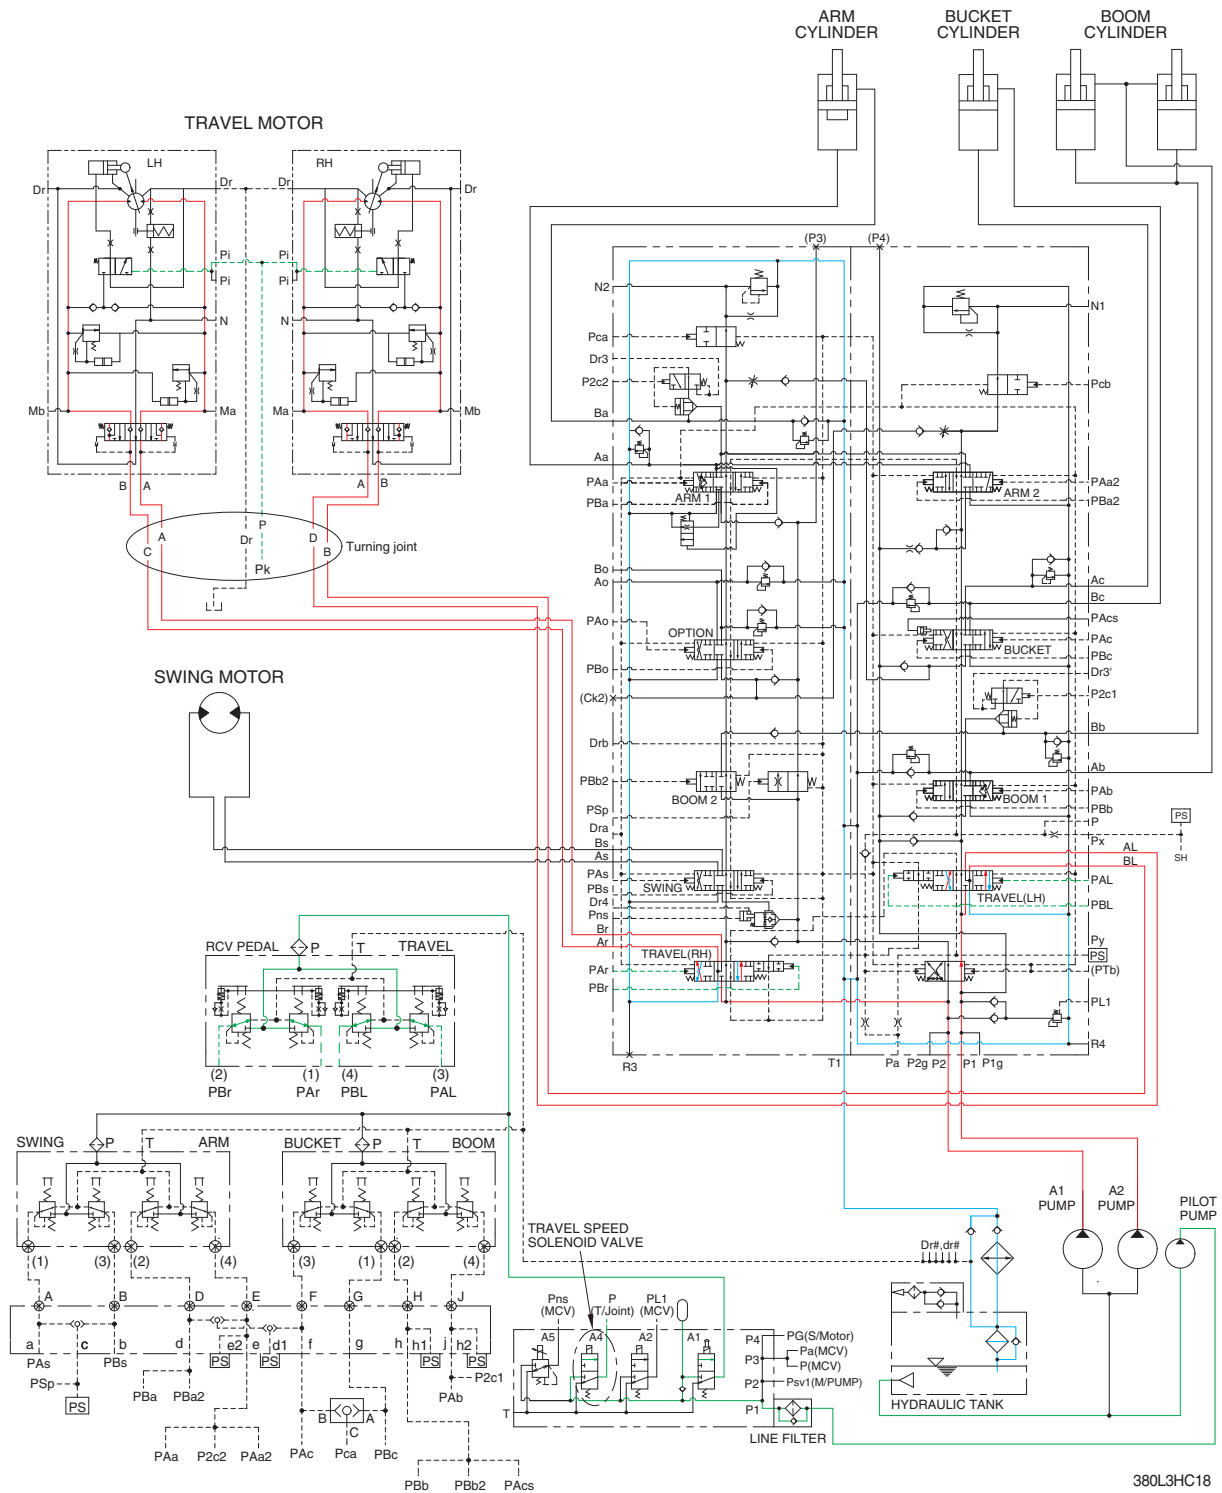 ARM
CYLINDER
BUCKET
CYLINDER
BOOM
CYLINDER
TRAVEL MOTOR
LH
RH
Dr
Dr
Dr
Dr
Pi
Pi
Pi
Pi
N
N
Mb
Ma
Ma
Mb
B
A
A
B
C
A
P
Dr
D
B
Pk
Turning joint
SWING MOTOR
(P3)
(P4)
N2
Pca
Dr3
P2c2
Ba
Aa
PAa
PBa
ARM 1
Bo
Ao
PAo
OPTION
PBo
(Ck2)
Drb
PBb2
BOOM 2
PSp
Dra
Bs
As
PAs
PBs
SWING
Dr4
Pns
Br
Ar
TRAVEL(RH)
PAr
PBr
R3
N1
Pcb
PAa2
ARM 2
PBa2
Ac
Bc
PAcs
PAc
BUCKET
PBc
Dr3'
P2c1
Bb
Ab
PAb
BOOM 1
PBb
P
Px
PS
SH
AL
BL
PAL
TRAVEL(LH)
PBL
Py
PS
(PTb)
PL1
R4
T1
Pa
P2g
P2
P1
P1g
RCV PEDAL
P
T
TRAVEL
(2)
(1)
(4)
(3)
PBr
PAr
PBL
PAL
SWING
P
T
ARM
BUCKET
P
T
BOOM
(1)
(3)
(2)
(4)
(3)
(1)
(2)
(4)
A
B
D
E
F
G
H
J
a
c
b
d
e2
e
d1
f
g
h
h1
j
h2
PS
PS
PS
PS
PAs
PBs
PSp
PS
PBa
PBa2
PAa
P2c2
PAa2
PAc
B
A
C
Pca
PBc
P2c1
PAb
PBb
PBb2
PAcs
TRAVEL SPEED
SOLENOID VALVE
Pns
(MCV)
P
(T/Joint)
PL1
(MCV)
A5
A4
A2
A1
T
P4
P3
P2
P1
PG(S/Motor)
Pa(MCV)
P(MCV)
Psv1(M/PUMP)
LINE FILTER
Dr#,dr#
HYDRAULIC TANK
A1
PUMP
A2
PUMP
PILOT
PUMP
380L3HC18